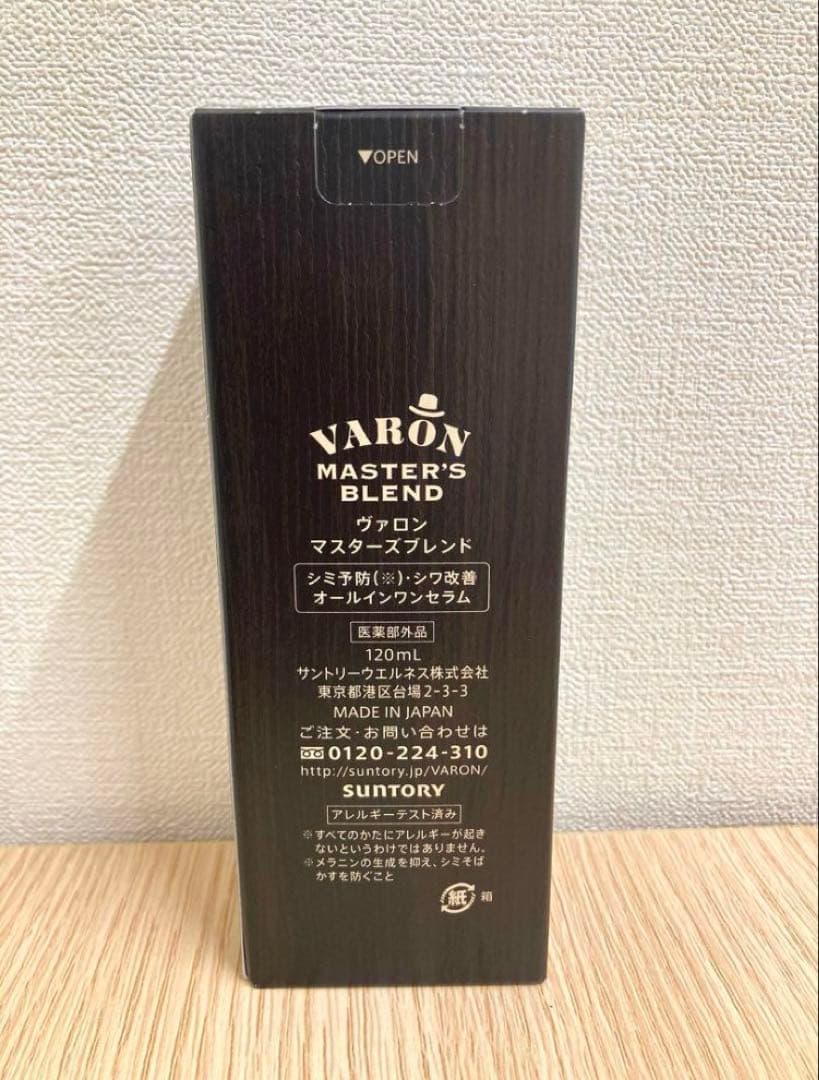 ▼OPEN
VARON
MASTER'S
BLEND
ヴァロン
マスターズブレンド
シミ予防(※)・シワ改善
オールインワンセラム
医薬部外品
120mL
サントリーウエルネス株式会社
東京都港区台場2-3-3
MADE IN JAPAN
ご注文・お問い合わせは
0120-224-310
http://suntory.jp/VARON/
SUNTORY
アレルギーテスト済み
※すべてのかたにアレルギーが起き
ないというわけではありません。
※メラニンの生成を抑え、シミそば
かすを防ぐこと
紙 箱